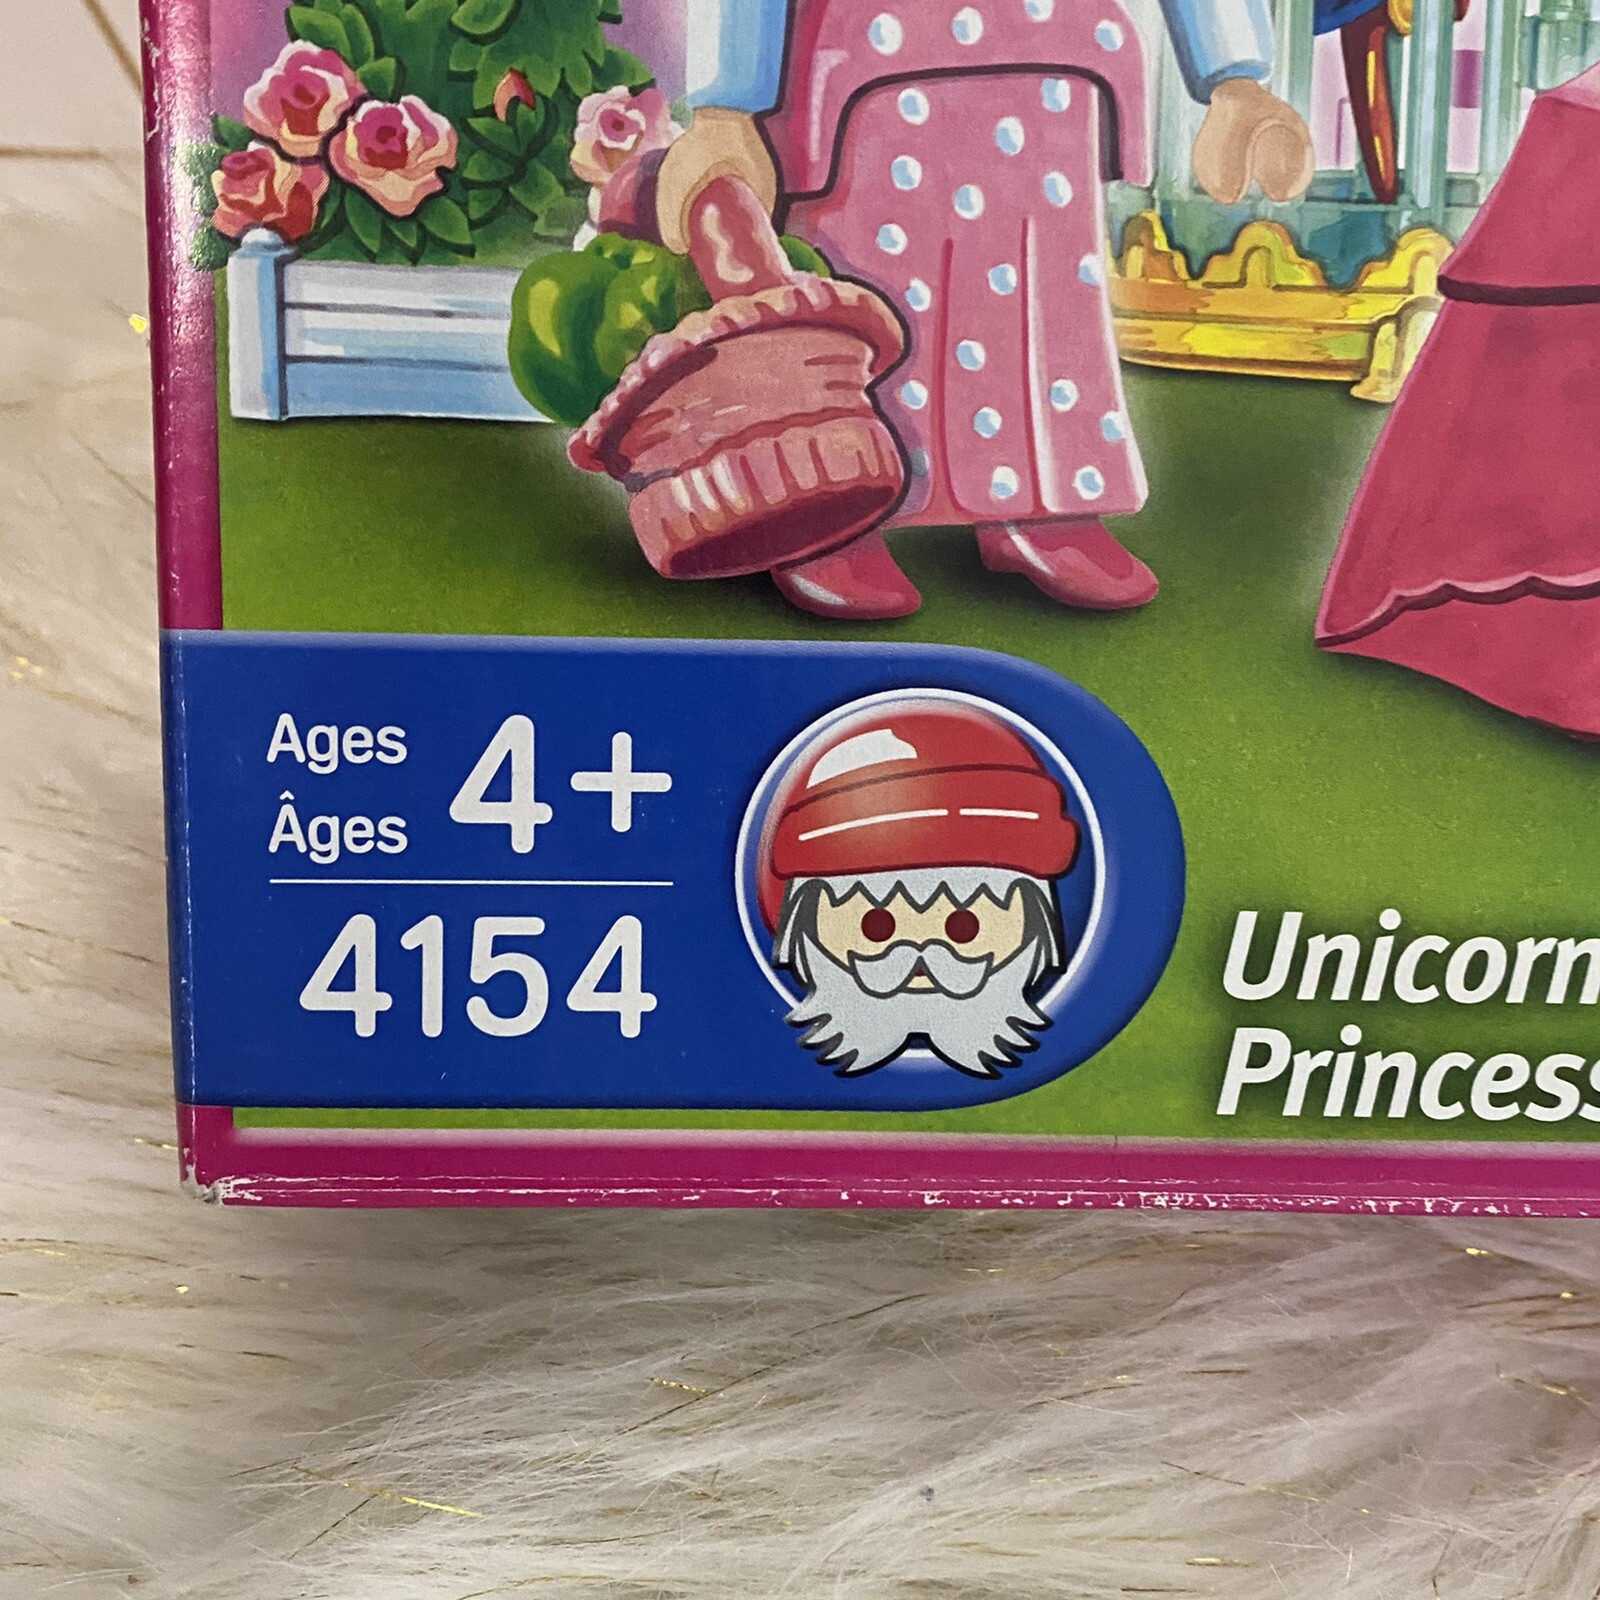 Ages
Âges
4+
4154
Unicorn
Princess